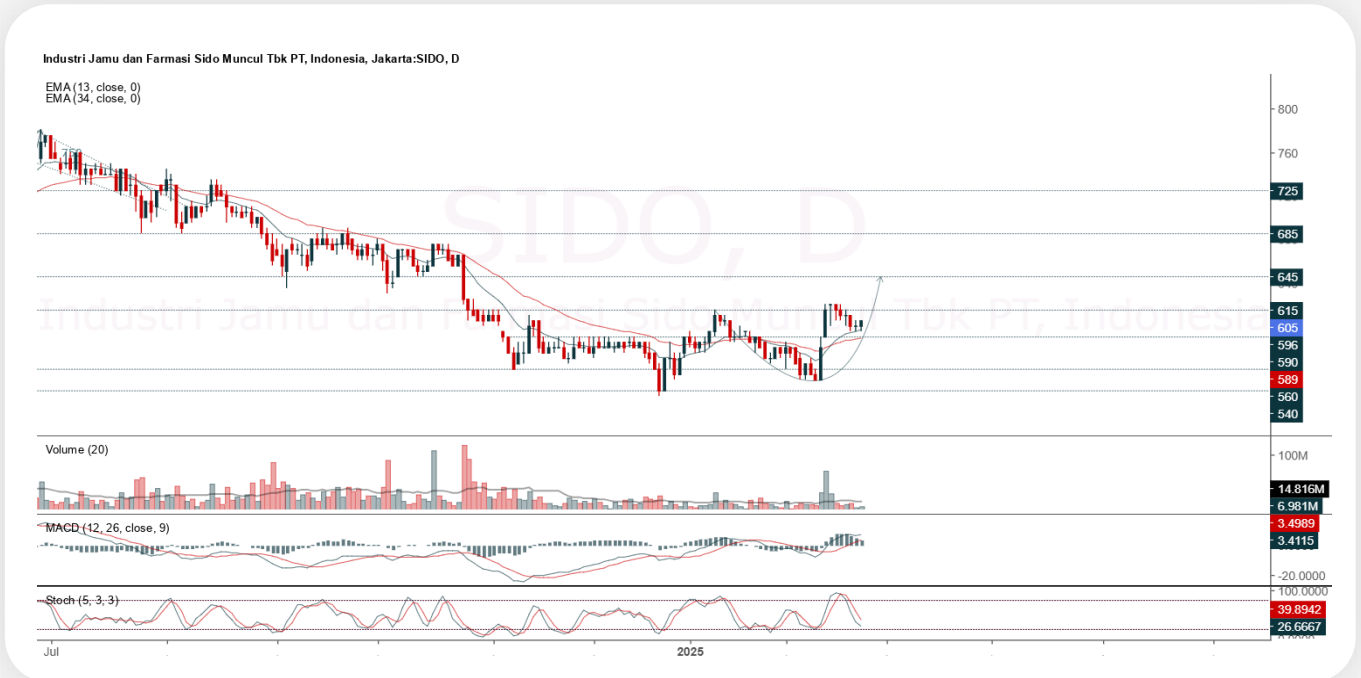 Industri Jamu dan Farmasi Sido Muncul Tbk PT, Indonesia, Jakarta:SIDO, D
EMA (13, close, 0)
EMA (34, close, 0)
SIDO, D
Industri Jamu dan Farmasi Sido Muncul Tbk PT, Indonesia
800
760
725
685
645
615
605
596
590
589
560
540
Volume (20)
100M
14.816M
6.981M
MACD (12, 26, close, 9)
3.4989
3.4115
-20.0000
Stoch (5, 3, 3)
100.0000
39.8942
26.6667
Jul
2025